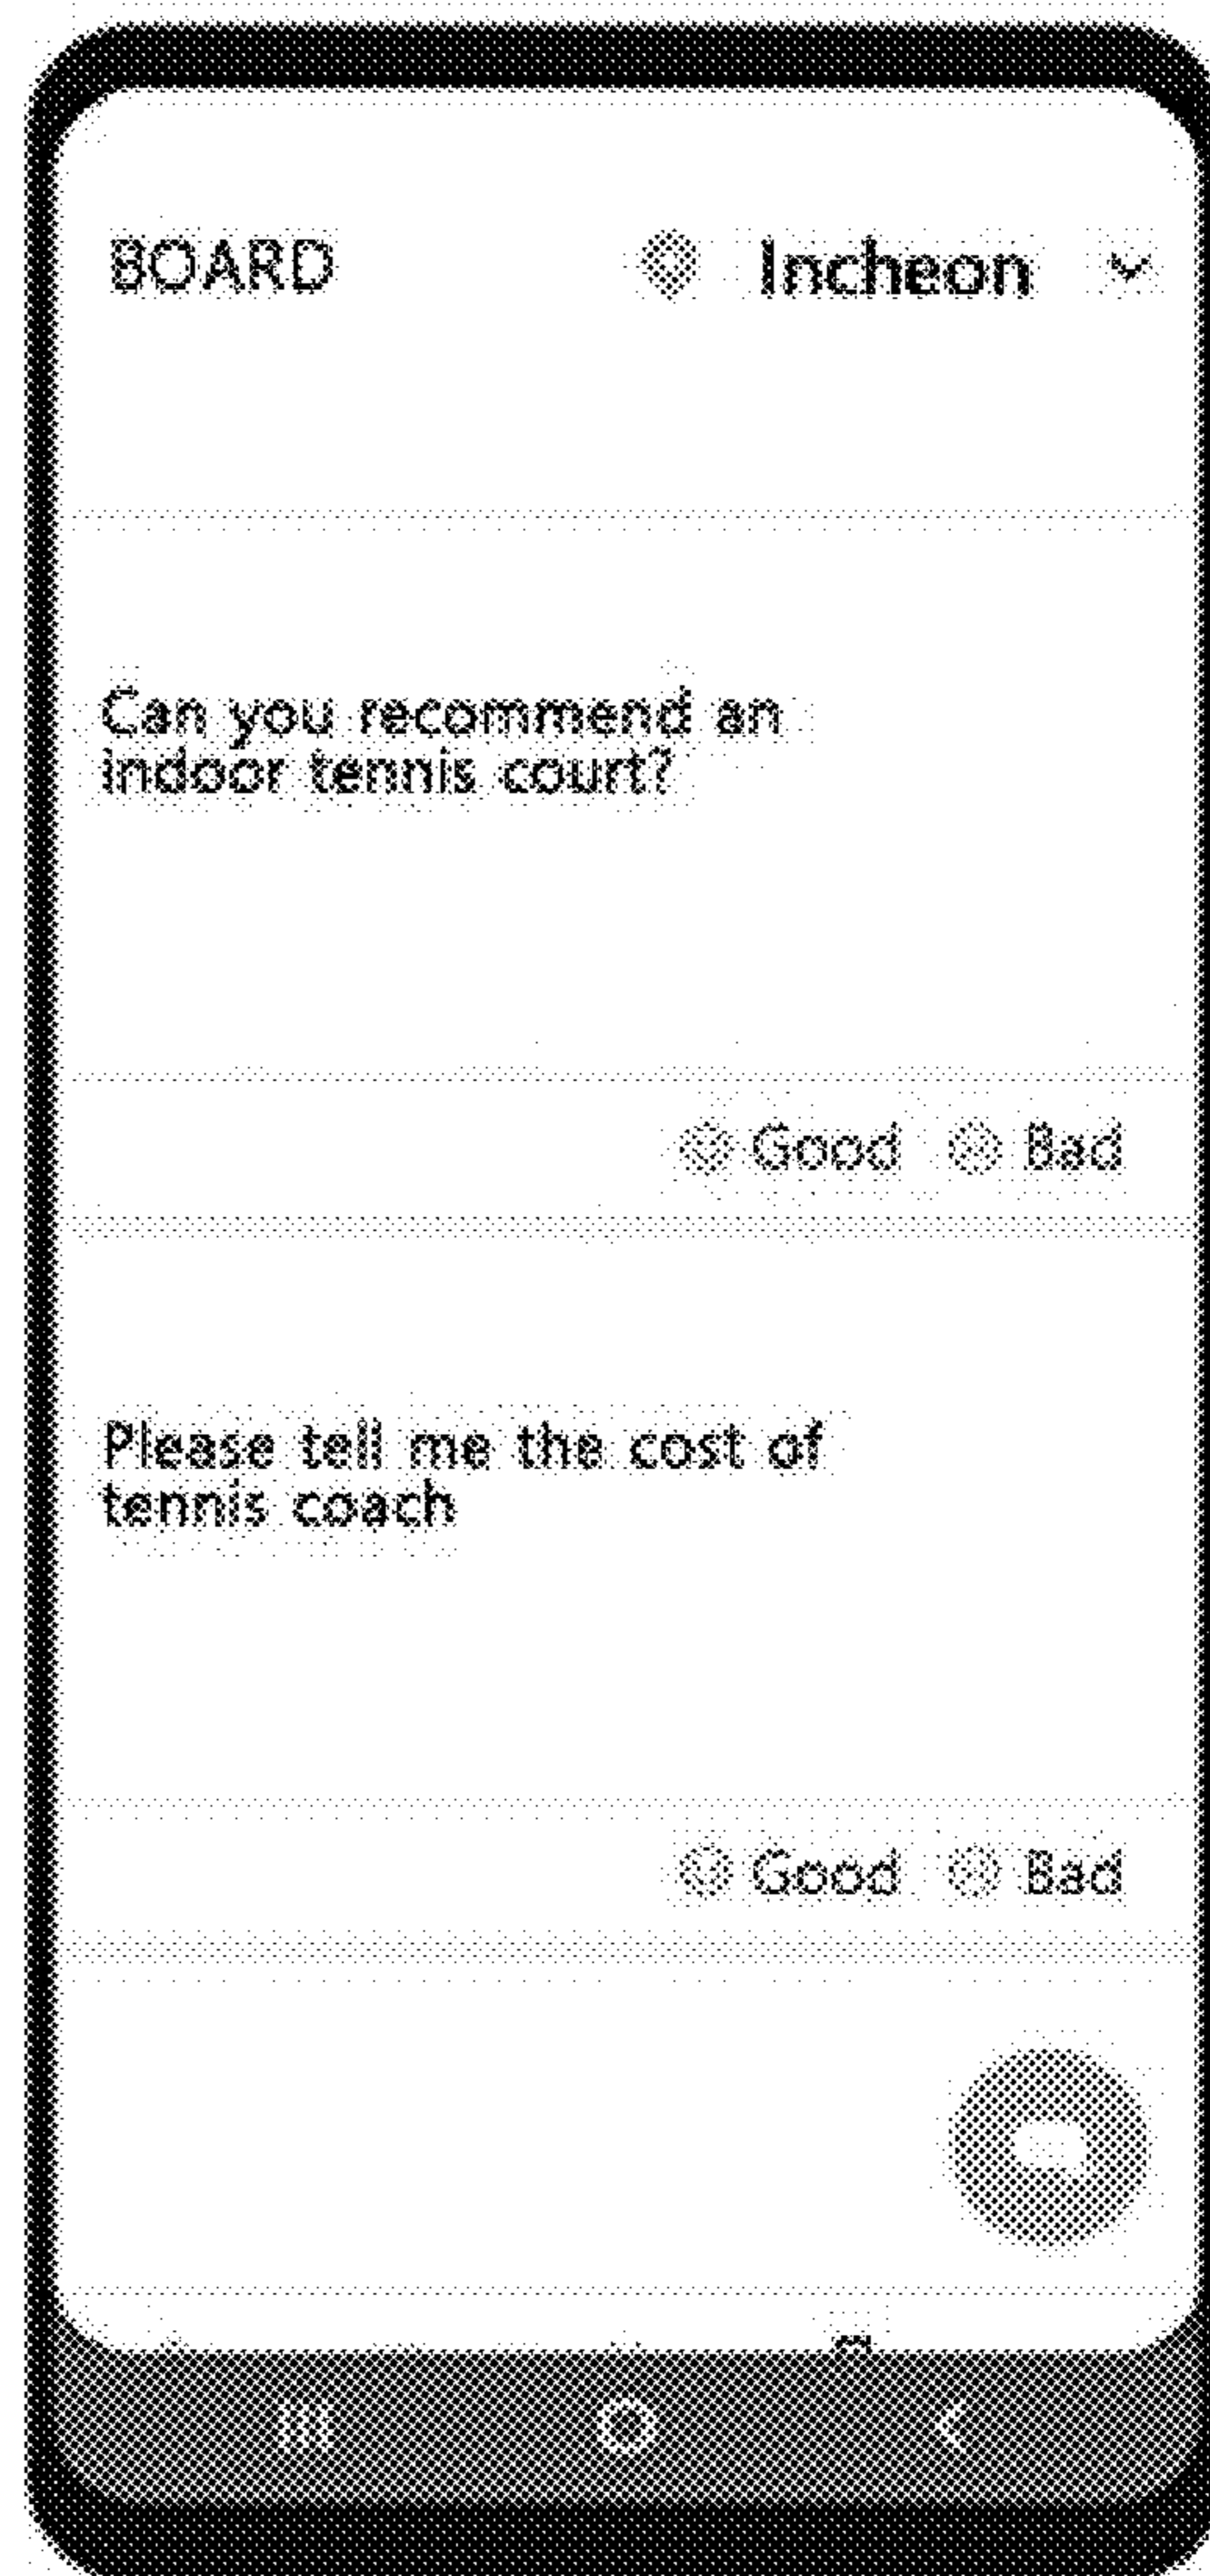 BOARD Incheon
Can you recommend an
indoor tennis court?
Good Bad
Please tell me the cost of
tennis coach
Good Bad